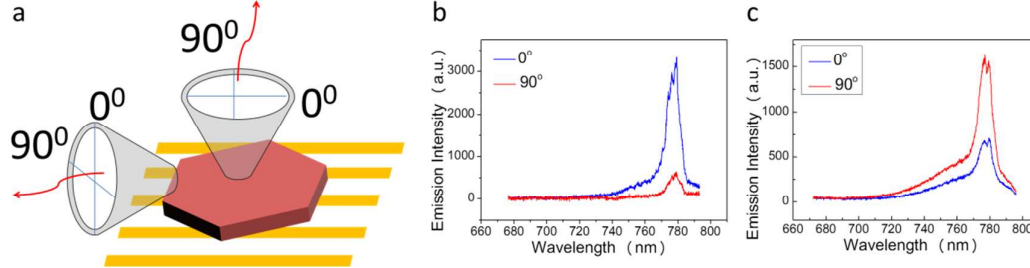 a
90⁰
0⁰
0⁰
90⁰
b
Emission Intensity (a.u.)
3000
2000
1000
0
0°
90°
660 680 700 720 740 760 780 800
Wavelength (nm)
c
Emission Intensity (a.u.)
1500
1000
500
0
0°
90°
660 680 700 720 740 760 780 800
Wavelength (nm)